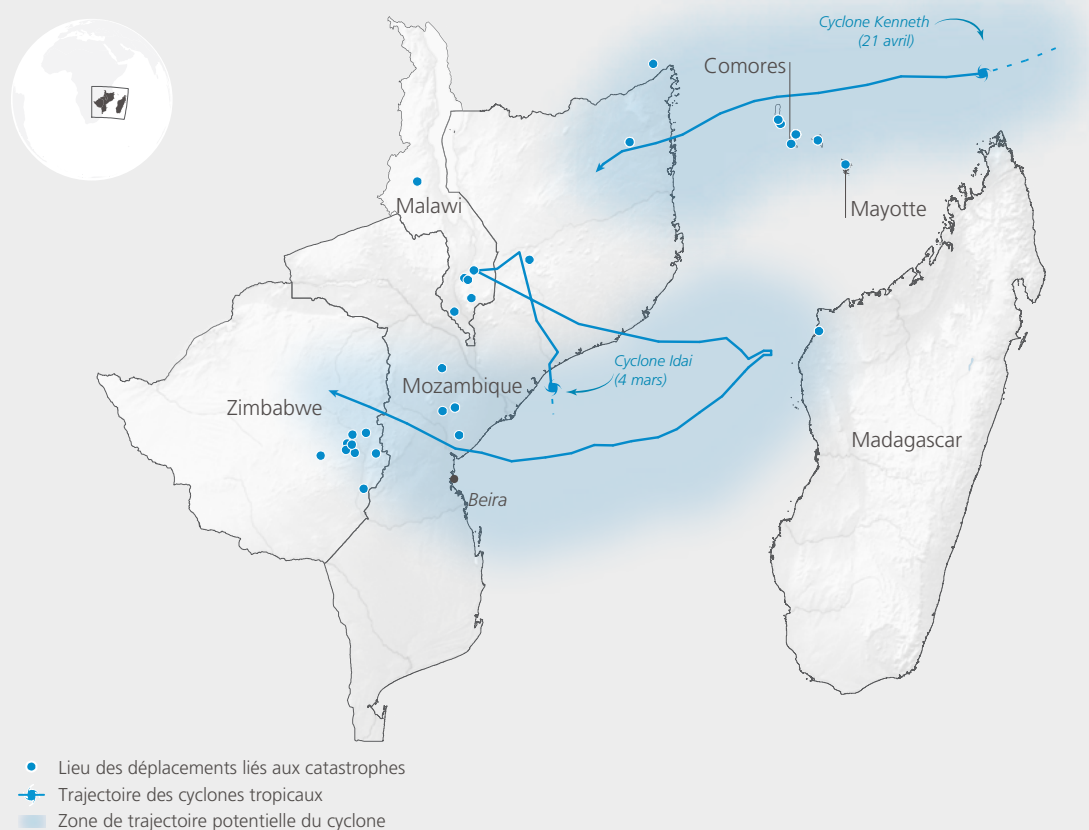 Cyclone Kenneth
(21 avril)
Comores
Mayotte
Malawi
Cyclone Idai
(4 mars)
Mozambique
Zimbabwe
Madagascar
Beira
Lieu des déplacements liés aux catastrophes
Trajectoire des cyclones tropicaux
Zone de trajectoire potentielle du cyclone